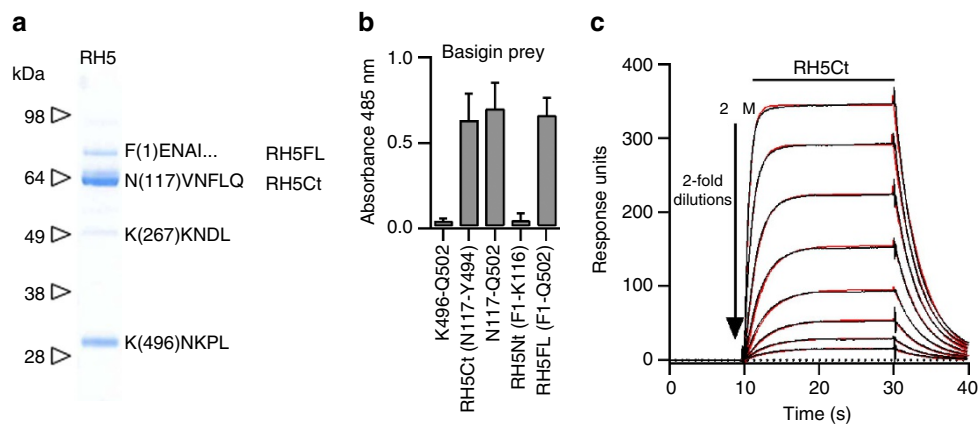 a
RH5
kDa
98
64
49
38
28
F(1)ENAI...
RH5FL
N(117)VNFLQ
RH5Ct
K(267)KNDL
K(496)NKPL
b
Basigin prey
Absorbance 485 nm
1.0
0.5
0.0
K496-Q502
RH5Ct (N117-Y494)
N117-Q502
RH5Nt (F1-K116)
RH5FL (F1-Q502)
c
RH5Ct
2 M
2-fold
dilutions
Response units
400
300
200
100
0
0
10
20
30
40
Time (s)